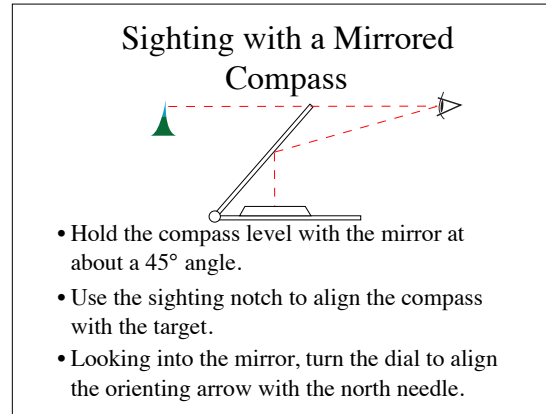 Sighting with a Mirrored
Compass
• Hold the compass level with the mirror at
about a 45° angle.
• Use the sighting notch to align the compass
with the target.
• Looking into the mirror, turn the dial to align
the orienting arrow with the north needle.